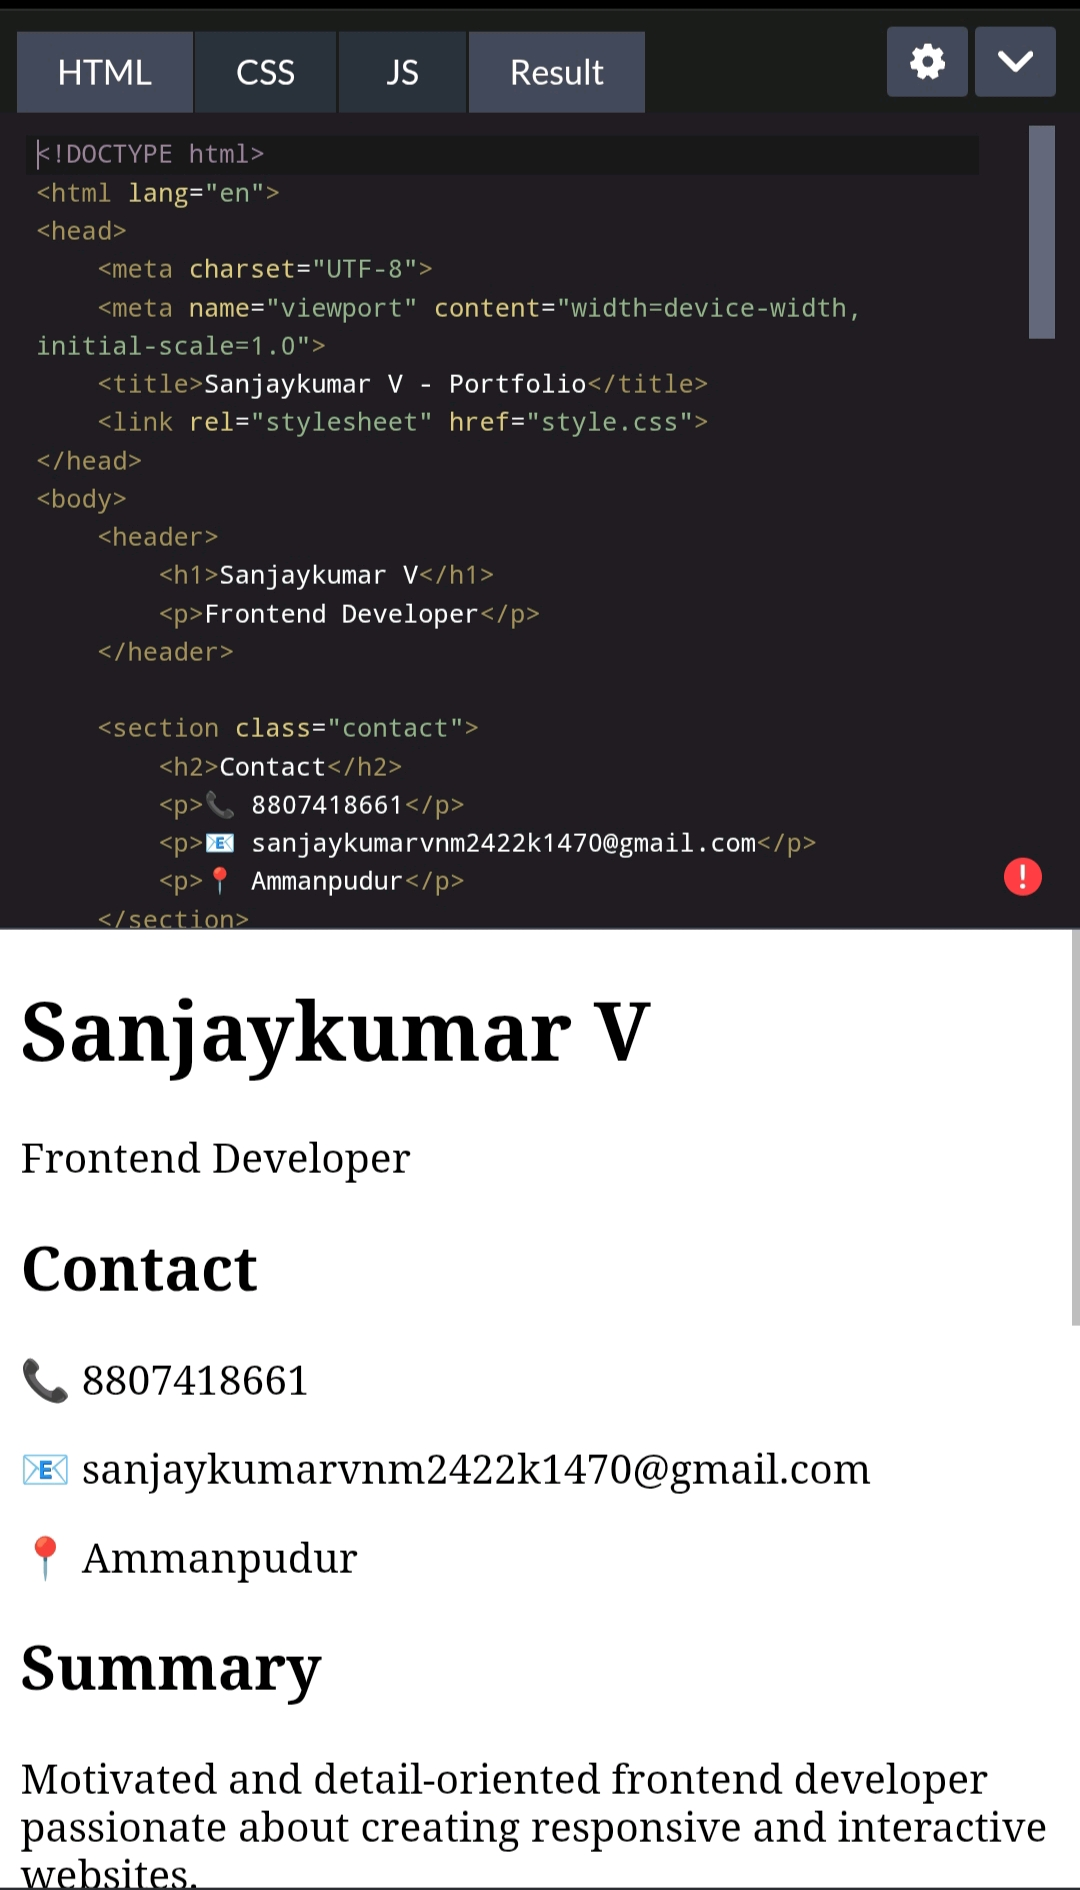 HTML CSS JS Result
<!DOCTYPE html>
<html lang="en">
<head>
    <meta charset="UTF-8">
    <meta name="viewport" content="width=device-width,
initial-scale=1.0">
    <title>Sanjaykumar V - Portfolio</title>
    <link rel="stylesheet" href="style.css">
</head>
<body>
    <header>
        <h1>Sanjaykumar V</h1>
        <p>Frontend Developer</p>
    </header>
    <section class="contact">
        <h2>Contact</h2>
        <p>📞 8807418661</p>
        <p>📧 sanjaykumarvnm2422k1470@gmail.com</p>
        <p>📍 Ammanpudur</p>
    </section>
Sanjaykumar V
Frontend Developer
Contact
📞 8807418661
📧 sanjaykumarvnm2422k1470@gmail.com
📍 Ammanpudur
Summary
Motivated and detail-oriented frontend developer
passionate about creating responsive and interactive
websites.